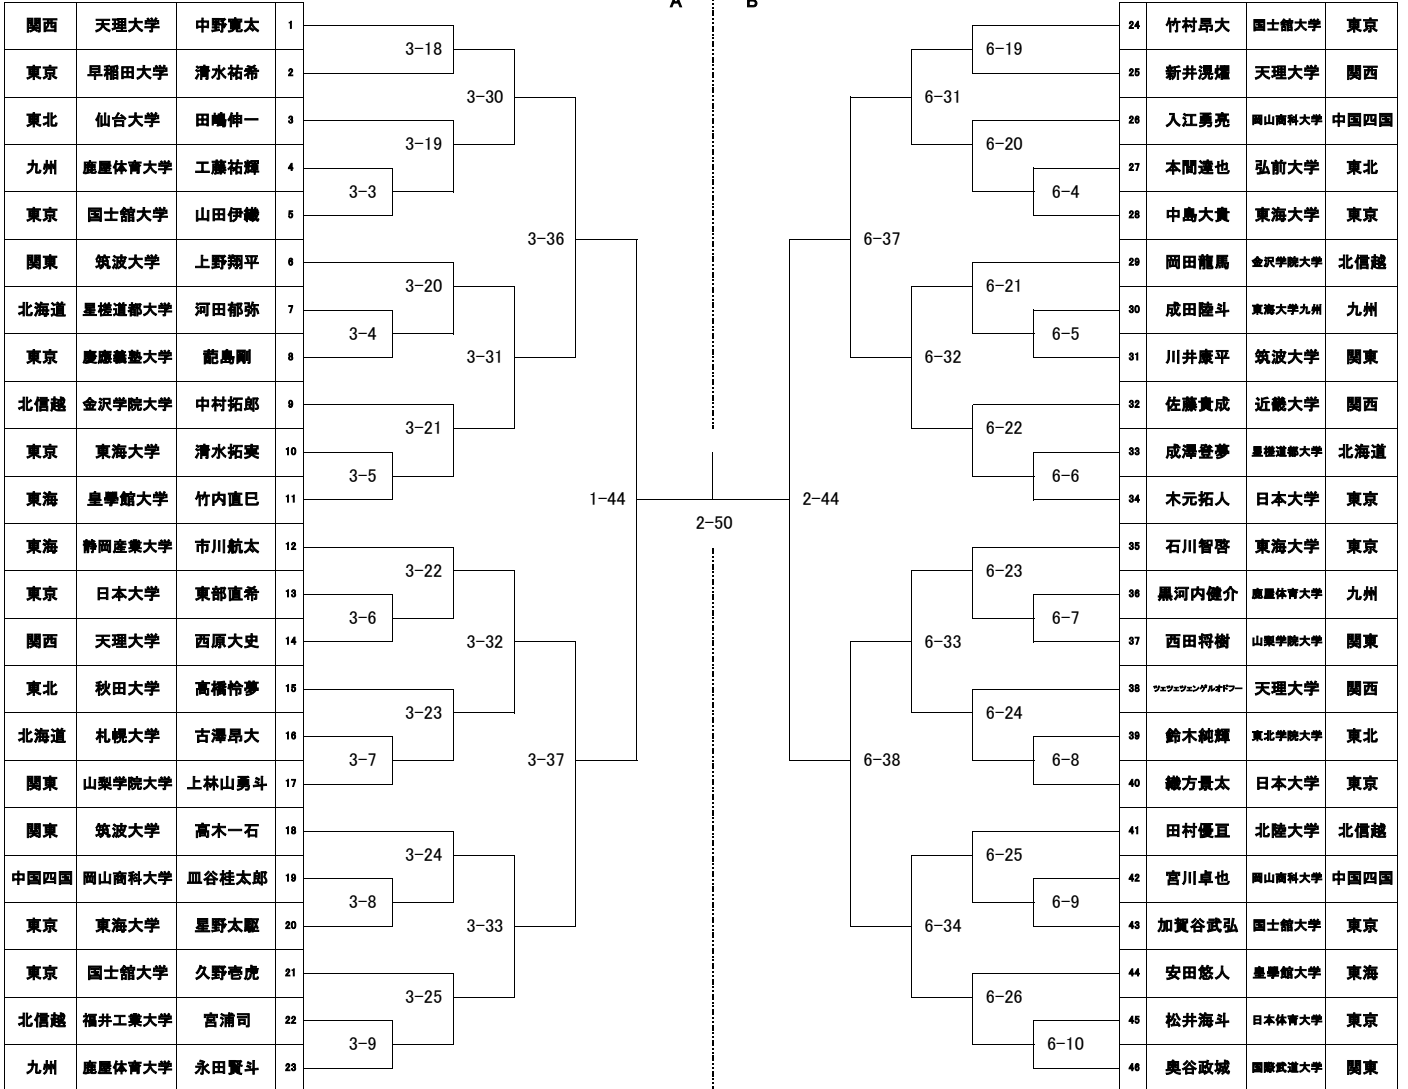 A B
関西 天理大学 中野寛太 1
東京 早稲田大学 清水祐希 2
東北 仙台大学 田嶋伸一 3
九州 鹿屋体育大学 工藤祐輝 4
東京 国士舘大学 山田伊織 5
関東 筑波大学 上野翔平 6
北海道 星槎道都大学 河田郁弥 7
東京 慶應義塾大学 蓜島剛 8
北信越 金沢学院大学 中村拓郎 9
東京 東海大学 清水拓実 10
東海 皇學館大学 竹内直巳 11
東海 静岡産業大学 市川航太 12
東京 日本大学 東部直希 13
関西 天理大学 西原大史 14
東北 秋田大学 高橋怜夢 15
北海道 札幌大学 古澤昂大 16
関東 山梨学院大学 上林山勇斗 17
関東 筑波大学 高木一石 18
中国四国 岡山商科大学 皿谷桂太郎 19
東京 東海大学 星野太駆 20
東京 国士舘大学 久野壱虎 21
北信越 福井工業大学 宮浦司 22
九州 鹿屋体育大学 永田賢斗 23
3-18
3-30
3-19
3-3
3-36
3-20
3-4
3-31
3-21
3-5
1-44
3-22
3-6
3-32
3-23
3-7
3-37
3-24
3-8
3-33
3-25
3-9
2-50
6-19
6-31
6-20
6-4
6-37
6-21
6-5
6-32
6-22
6-6
2-44
6-23
6-7
6-33
6-24
6-8
6-38
6-25
6-9
6-34
6-26
6-10
24 竹村昂大 国士舘大学 東京
25 新井滉燿 天理大学 関西
26 入江勇亮 岡山商科大学 中国四国
27 本間達也 弘前大学 東北
28 中島大貴 東海大学 東京
29 岡田龍馬 金沢学院大学 北信越
30 成田陸斗 東海大学九州 九州
31 川井康平 筑波大学 関東
32 佐藤貴成 近畿大学 関西
33 成澤登夢 星槎道都大学 北海道
34 木元拓人 日本大学 東京
35 石川智啓 東海大学 東京
36 黒河内健介 鹿屋体育大学 九州
37 西田将樹 山梨学院大学 関東
38 ツェツェツェンゲルオドフー 天理大学 関西
39 鈴木純輝 東北学院大学 東北
40 織方景太 日本大学 東京
41 田村優亘 北陸大学 北信越
42 宮川卓也 岡山商科大学 中国四国
43 加賀谷武弘 国士舘大学 東京
44 安田悠人 皇學館大学 東海
45 松井海斗 日本体育大学 東京
46 奥谷政城 国際武道大学 関東